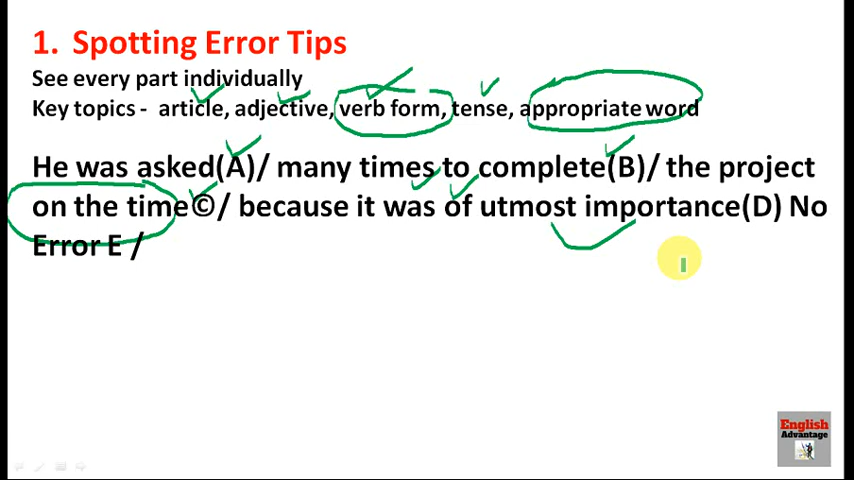 1. Spotting Error Tips
See every part individually
Key topics - article, adjective, verb form, tense, appropriate word
He was asked(A)/ many times to complete(B)/ the project
on the time©/ because it was of utmost importance(D) No
Error E /
English
Advantage